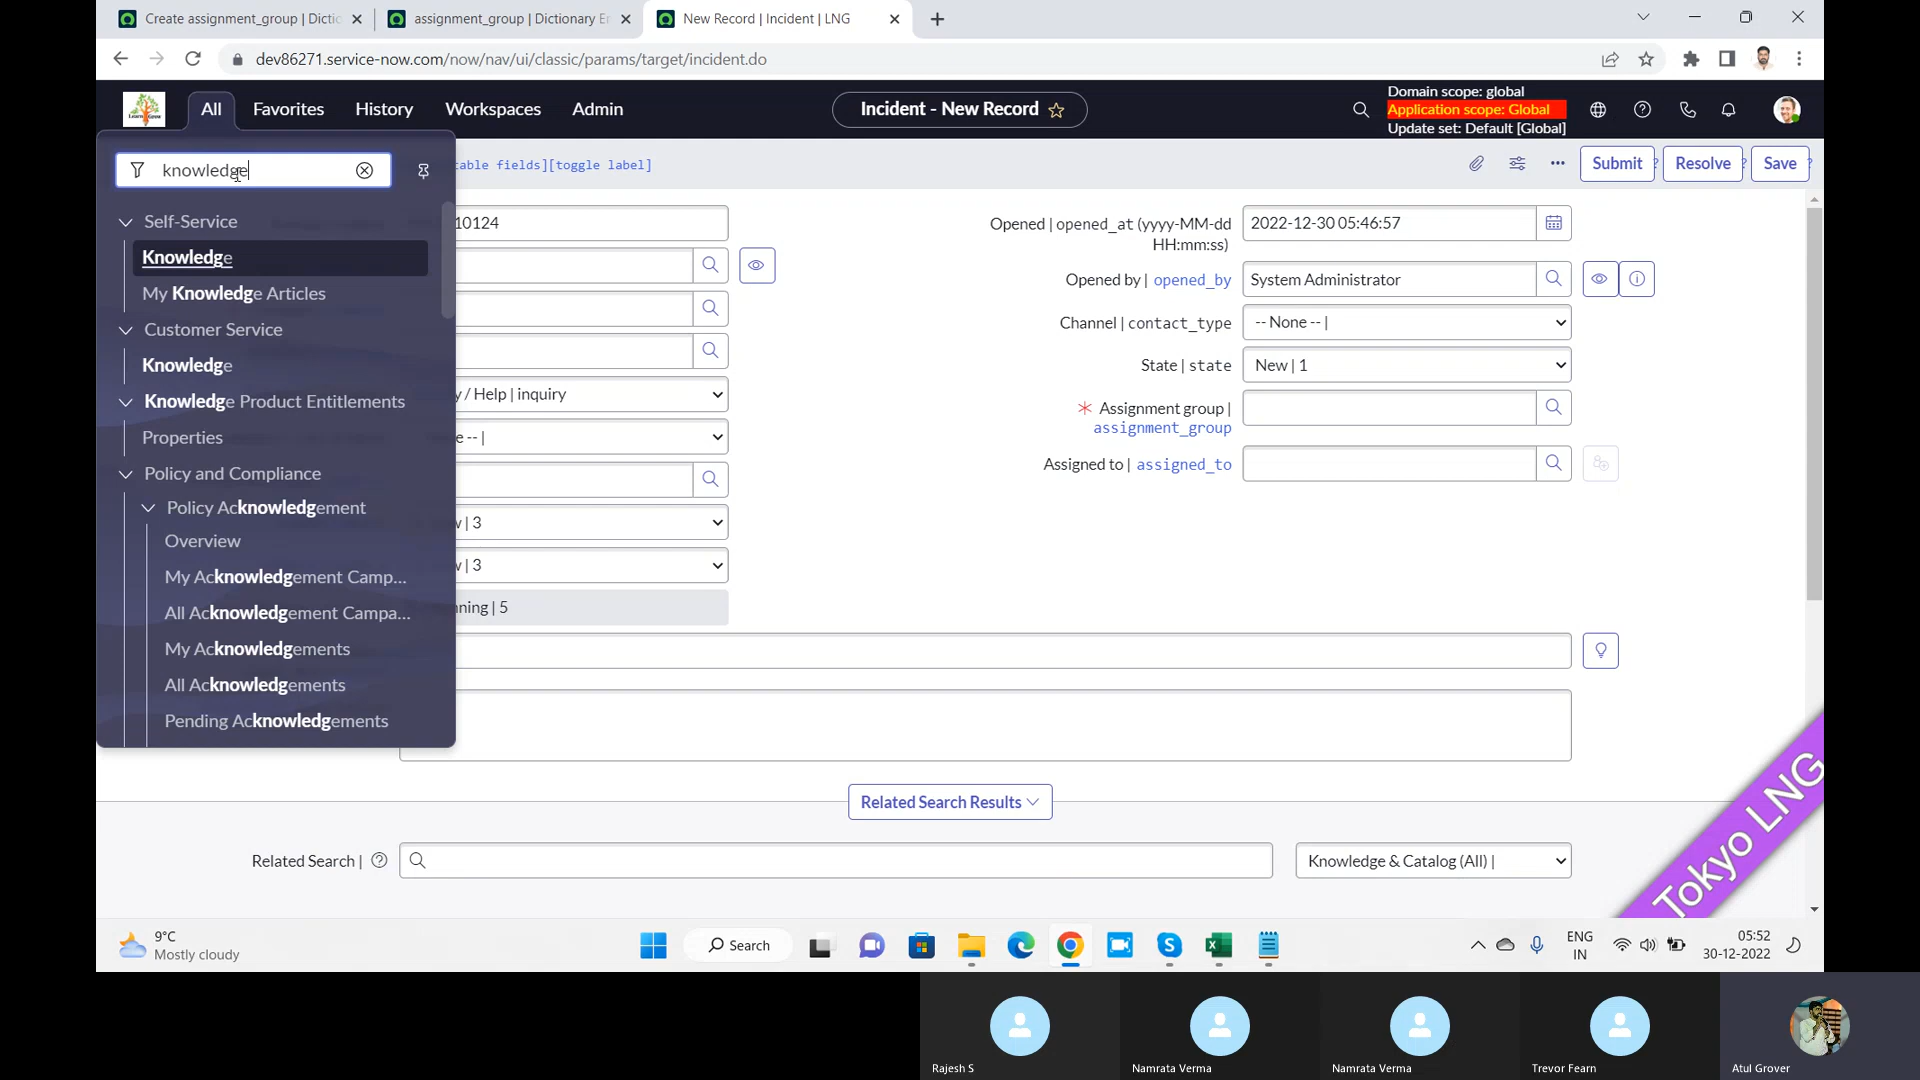 Create assignment_group | Dictio
assignment_group | Dictionary En
New Record | Incident | LNG
dev86271.service-now.com/now/nav/ui/classic/params/target/incident.do
All
Favorites
History
Workspaces
Admin
Incident - New Record
Domain scope: global
Application scope: Global
Update set: Default [Global]
knowledge
table fields][toggle label]
Submit
?
Resolve
?
Save
?
Self-Service
Knowledge
My Knowledge Articles
Customer Service
Knowledge
Knowledge Product Entitlements
Properties
Policy and Compliance
Policy Acknowledgement
Overview
My Acknowledgement Camp...
All Acknowledgement Campa...
My Acknowledgements
All Acknowledgements
Pending Acknowledgements
10124
y / Help | inquiry
e -- |
w | 3
w | 3
nning | 5
Opened | opened_at (yyyy-MM-dd
HH:mm:ss)
2022-12-30 05:46:57
Opened by | opened_by
System Administrator
Channel | contact_type
-- None -- |
State | state
New | 1
Assignment group |
assignment_group
Assigned to | assigned_to
Related Search Results
Related Search |
Knowledge & Catalog (All) |
Tokyo LNG
9°C
Mostly cloudy
Search
ENG
IN
05:52
30-12-2022
Rajesh S
Namrata Verma
Namrata Verma
Trevor Fearn
Atul Grover